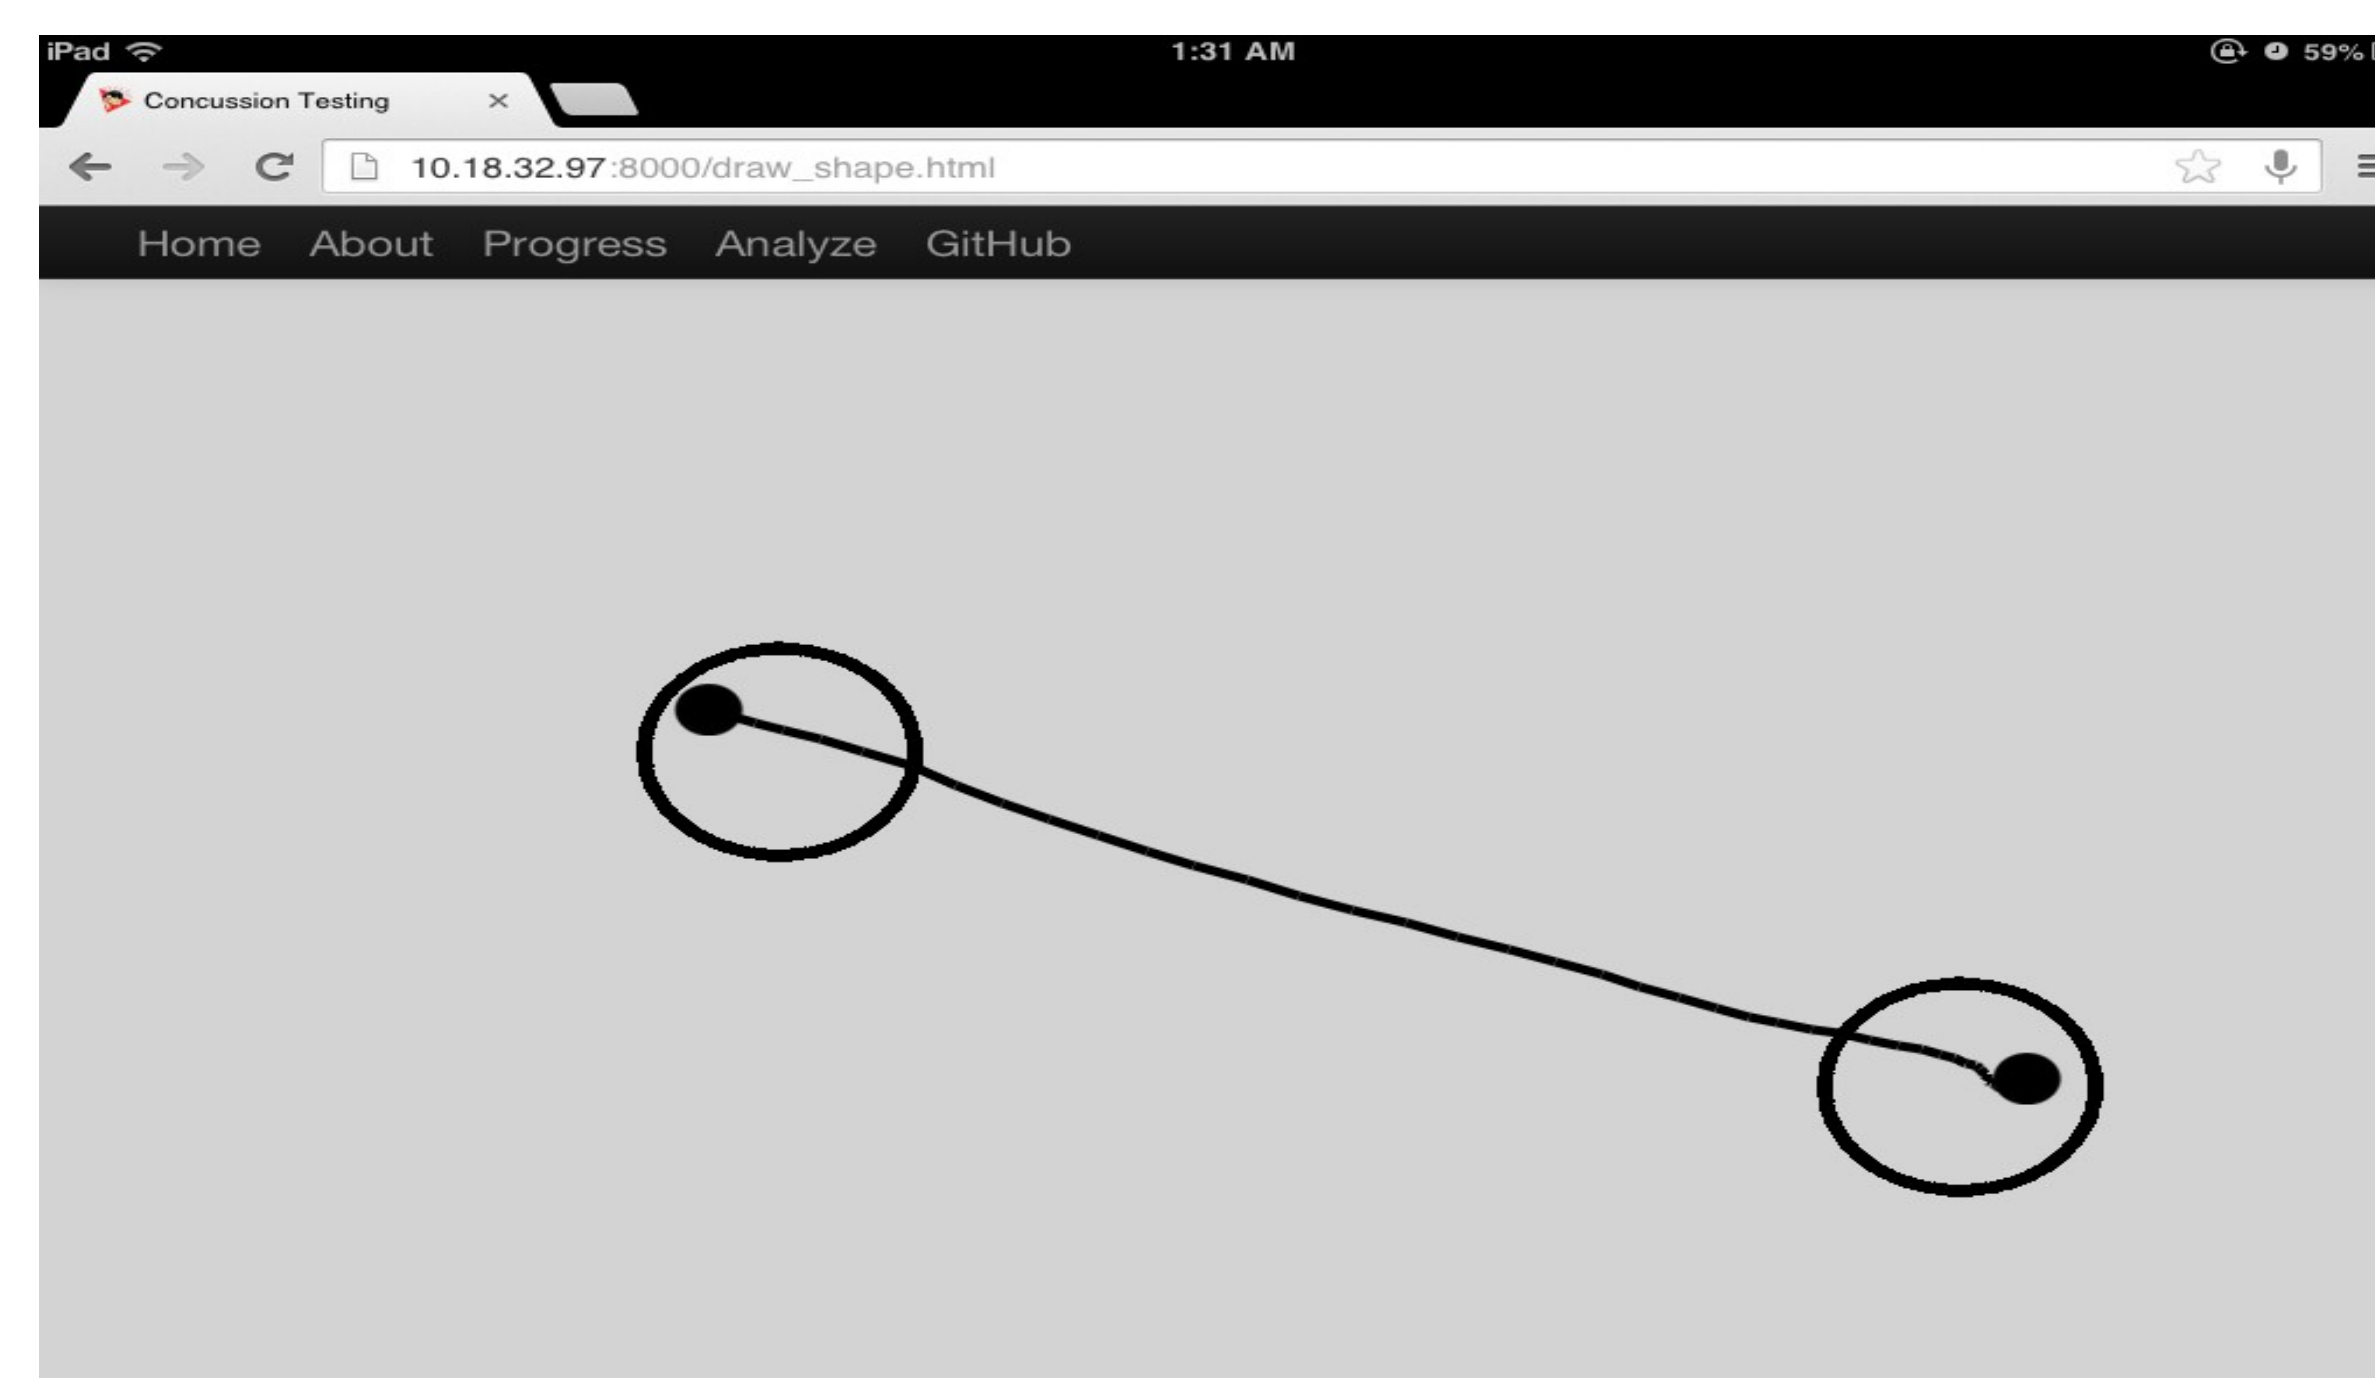 iPad 1:31 AM 59%
Concussion Testing
10.18.32.97:8000/draw_shape.html
Home About Progress Analyze GitHub